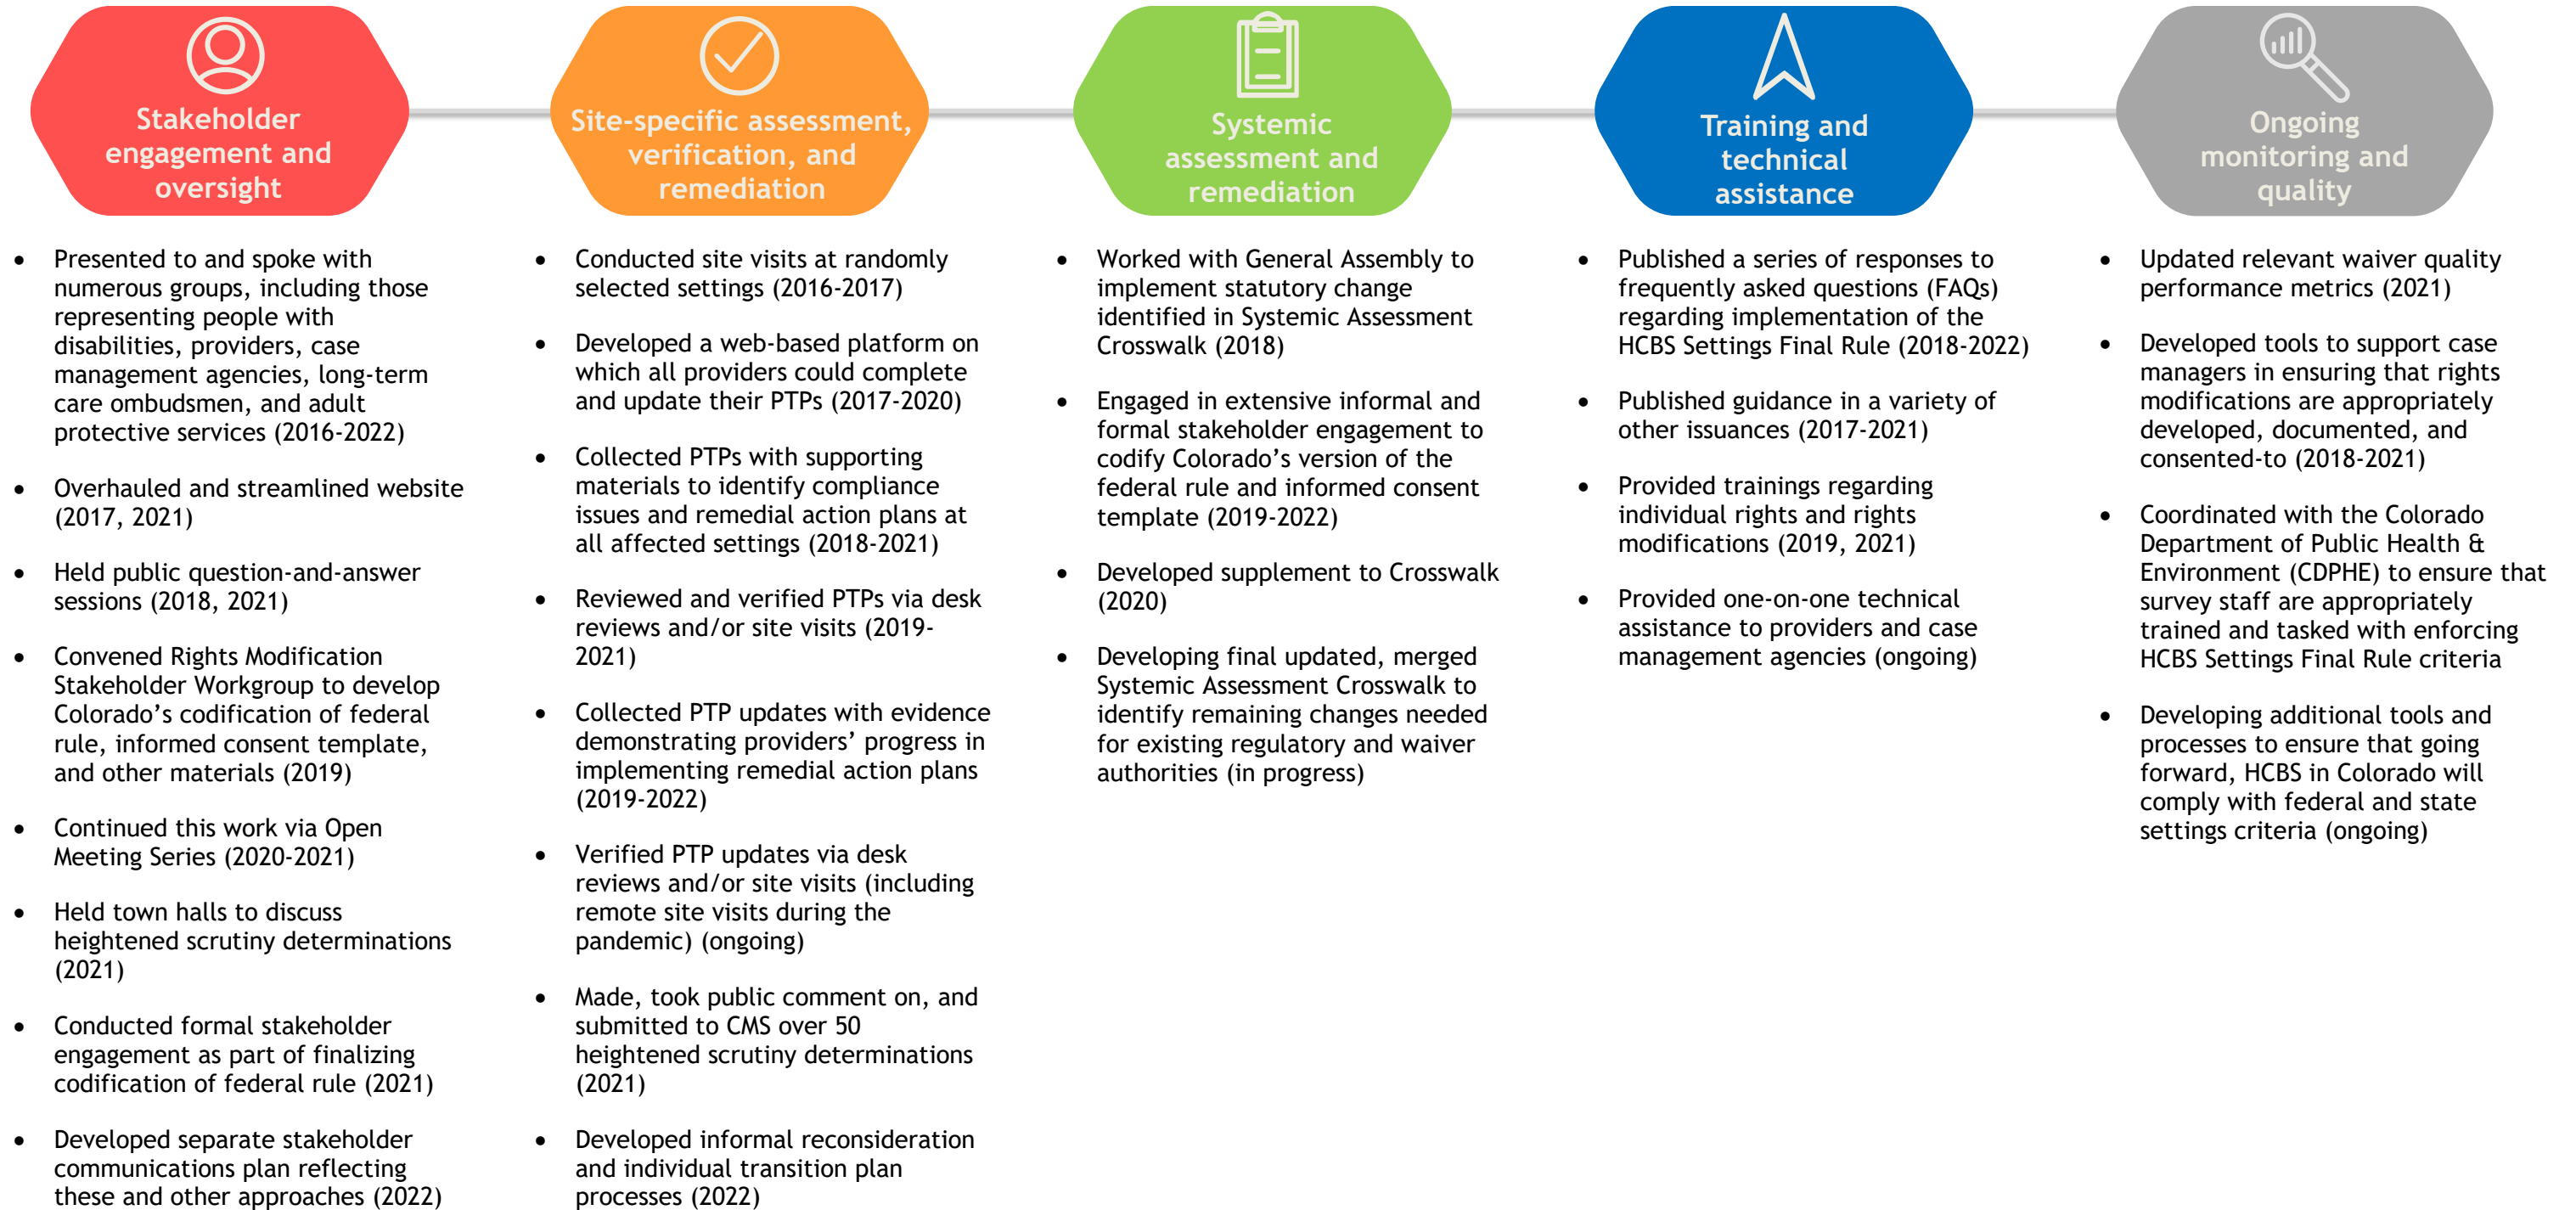 Stakeholder
engagement and
oversight
• Presented to and spoke with
numerous groups, including those
representing people with
disabilities, providers, case
management agencies, long-term
care ombudsmen, and adult
protective services (2016-2022)
• Overhauled and streamlined website
(2017, 2021)
• Held public question-and-answer
sessions (2018, 2021)
• Convened Rights Modification
Stakeholder Workgroup to develop
Colorado’s codification of federal
rule, informed consent template,
and other materials (2019)
• Continued this work via Open
Meeting Series (2020-2021)
• Held town halls to discuss
heightened scrutiny determinations
(2021)
• Conducted formal stakeholder
engagement as part of finalizing
codification of federal rule (2021)
• Developed separate stakeholder
communications plan reflecting
these and other approaches (2022)
Site-specific assessment,
verification, and
remediation
• Conducted site visits at randomly
selected settings (2016-2017)
• Developed a web-based platform on
which all providers could complete
and update their PTPs (2017-2020)
• Collected PTPs with supporting
materials to identify compliance
issues and remedial action plans at
all affected settings (2018-2021)
• Reviewed and verified PTPs via desk
reviews and/or site visits (2019-
2021)
• Collected PTP updates with evidence
demonstrating providers’ progress in
implementing remedial action plans
(2019-2022)
• Verified PTP updates via desk
reviews and/or site visits (including
remote site visits during the
pandemic) (ongoing)
• Made, took public comment on, and
submitted to CMS over 50
heightened scrutiny determinations
(2021)
• Developed informal reconsideration
and individual transition plan
processes (2022)
Systemic
assessment and
remediation
• Worked with General Assembly to
implement statutory change
identified in Systemic Assessment
Crosswalk (2018)
• Engaged in extensive informal and
formal stakeholder engagement to
codify Colorado’s version of the
federal rule and informed consent
template (2019-2022)
• Developed supplement to Crosswalk
(2020)
• Developing final updated, merged
Systemic Assessment Crosswalk to
identify remaining changes needed
for existing regulatory and waiver
authorities (in progress)
Training and
technical
assistance
• Published a series of responses to
frequently asked questions (FAQs)
regarding implementation of the
HCBS Settings Final Rule (2018-2022)
• Published guidance in a variety of
other issuances (2017-2021)
• Provided trainings regarding
individual rights and rights
modifications (2019, 2021)
• Provided one-on-one technical
assistance to providers and case
management agencies (ongoing)
Ongoing
monitoring and
quality
• Updated relevant waiver quality
performance metrics (2021)
• Developed tools to support case
managers in ensuring that rights
modifications are appropriately
developed, documented, and
consented-to (2018-2021)
• Coordinated with the Colorado
Department of Public Health &
Environment (CDPHE) to ensure that
survey staff are appropriately
trained and tasked with enforcing
HCBS Settings Final Rule criteria
• Developing additional tools and
processes to ensure that going
forward, HCBS in Colorado will
comply with federal and state
settings criteria (ongoing)